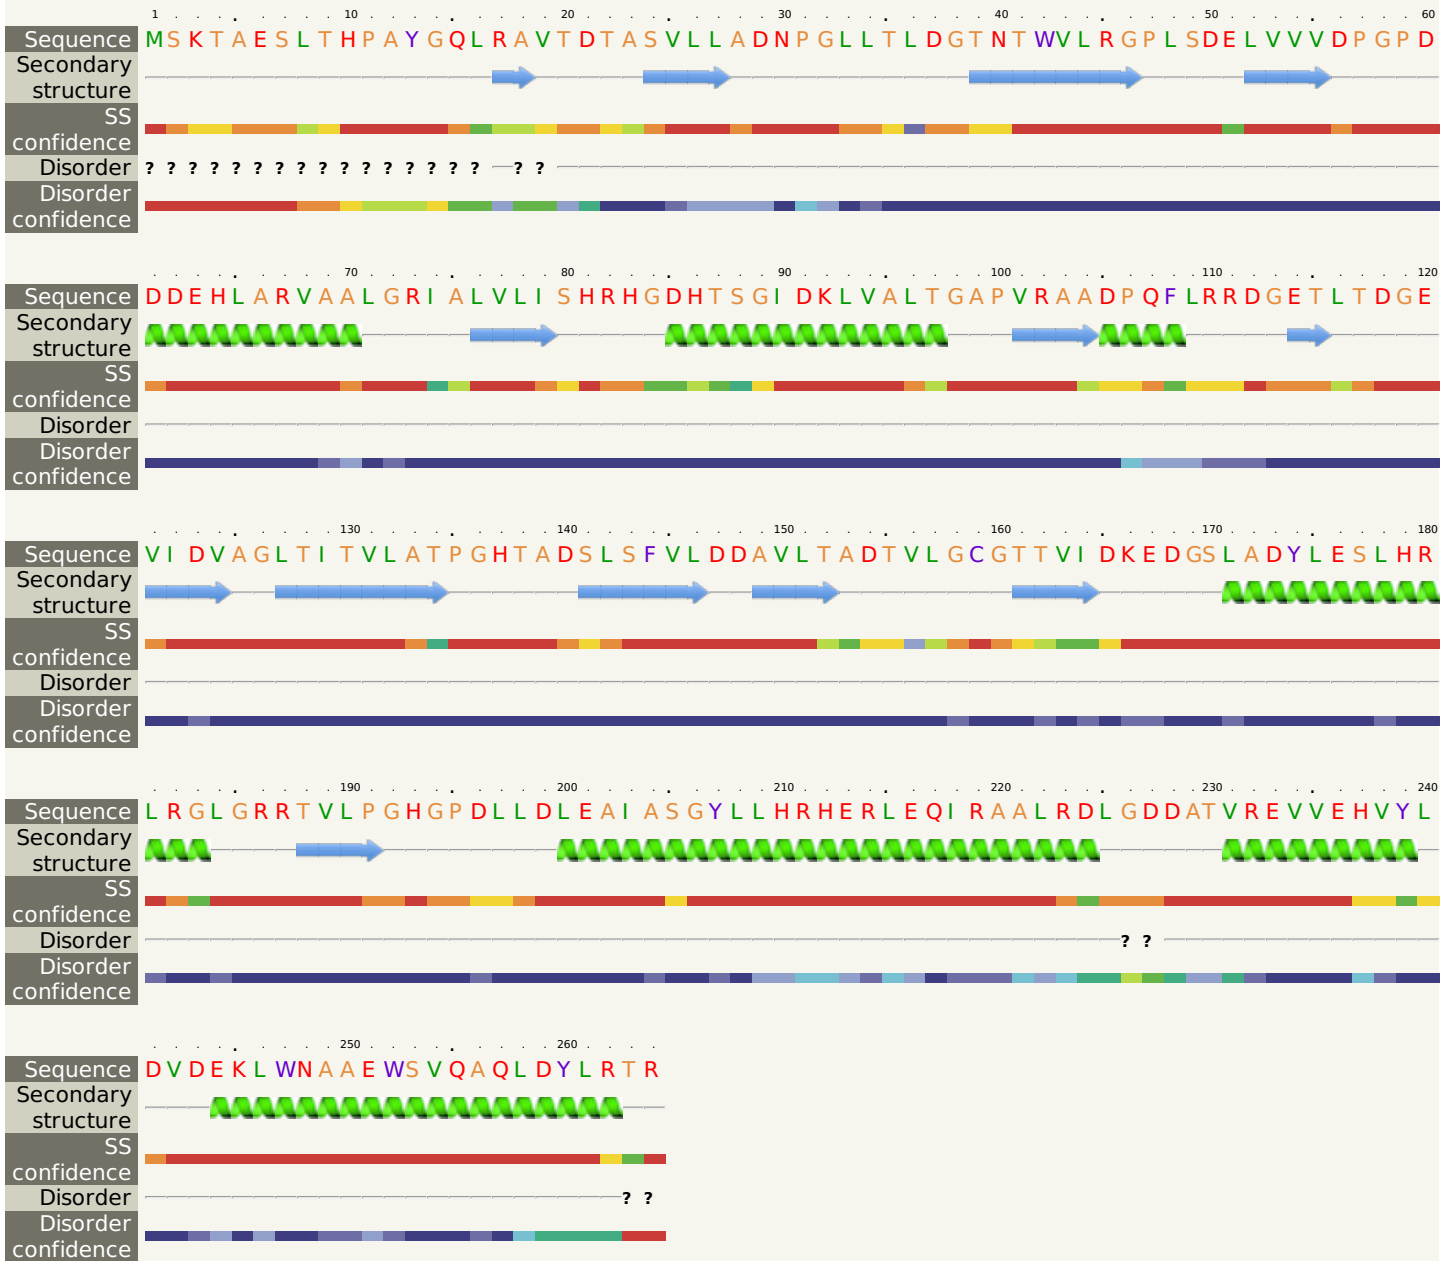 1 10 20 30 40 50 60
Sequence MSKTAESLTHPAYGQLRAVTDTASVLLADNPGLLTLDGTNTWVLRGPLSDELVVVDPGPD
Secondary structure
SS confidence
Disorder ? ? ? ? ? ? ? ? ? ? ? ? ? ? ? ? ? ?
Disorder confidence
70 80 90 100 110 120
Sequence DDEHLARVAALGRIALVLISHRHGDHTSGIDKLVALTGAPVRAADPQFLRRDGETLTDGE
Secondary structure
SS confidence
Disorder
Disorder confidence
130 140 150 160 170 180
Sequence VIDVAGLTITVLATPGHTADSLSFVLDDAVLTADTVLGCGTTVIDKEDGSLADYLESLHR
Secondary structure
SS confidence
Disorder
Disorder confidence
190 200 210 220 230 240
Sequence LRGLGRRTVLPGHGPDLLDLEAIASGYLLHRHERLEQIRAALRDLGDDATVREVVEHVYL
Secondary structure
SS confidence
Disorder ? ?
Disorder confidence
250 260
Sequence DVDEKLWNAAEWSVQAQLDYLRTR
Secondary structure
SS confidence
Disorder ? ?
Disorder confidence